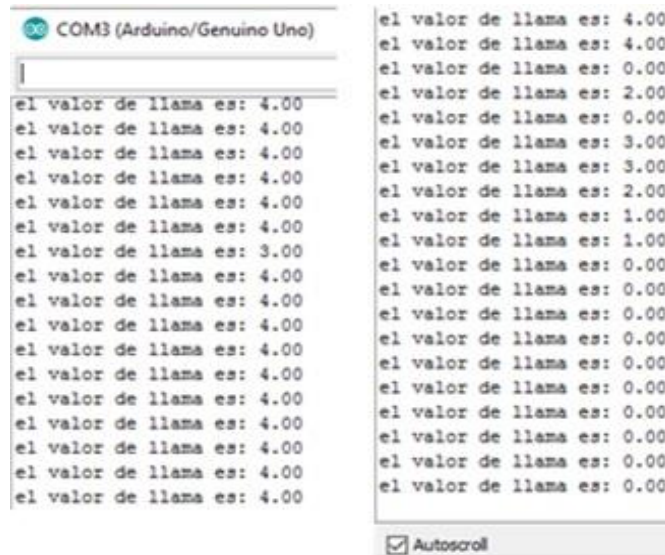 COM3 (Arduino/Genuino Uno)
el valor de llama es: 4.00
el valor de llama es: 4.00
el valor de llama es: 4.00
el valor de llama es: 4.00
el valor de llama es: 4.00
el valor de llama es: 4.00
el valor de llama es: 3.00
el valor de llama es: 4.00
el valor de llama es: 4.00
el valor de llama es: 4.00
el valor de llama es: 4.00
el valor de llama es: 4.00
el valor de llama es: 4.00
el valor de llama es: 4.00
el valor de llama es: 4.00
el valor de llama es: 4.00
el valor de llama es: 4.00
el valor de llama es: 4.00
el valor de llama es: 4.00
el valor de llama es: 0.00
el valor de llama es: 2.00
el valor de llama es: 0.00
el valor de llama es: 3.00
el valor de llama es: 3.00
el valor de llama es: 2.00
el valor de llama es: 1.00
el valor de llama es: 1.00
el valor de llama es: 0.00
el valor de llama es: 0.00
el valor de llama es: 0.00
el valor de llama es: 0.00
el valor de llama es: 0.00
el valor de llama es: 0.00
el valor de llama es: 0.00
el valor de llama es: 0.00
el valor de llama es: 0.00
el valor de llama es: 0.00
Autoscroll